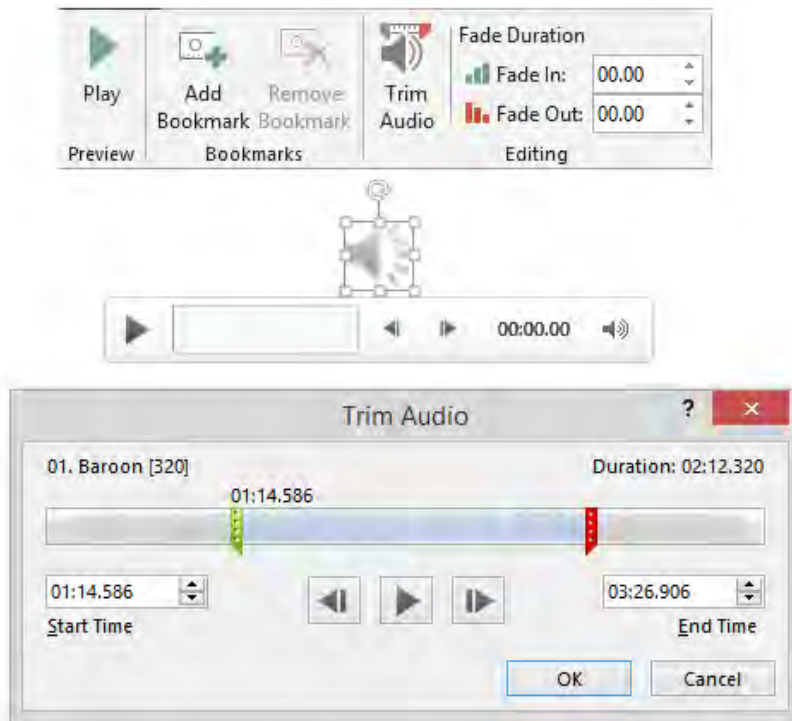 Fade Duration
Fade In: 00.00
Fade Out: 00.00
Play
Add Bookmark
Remove Bookmark
Trim Audio
Preview
Bookmarks
Editing
00:00.00
Trim Audio
?
01. Baroon [320]
Duration: 02:12.320
01:14.586
01:14.586
03:26.906
Start Time
End Time
OK
Cancel